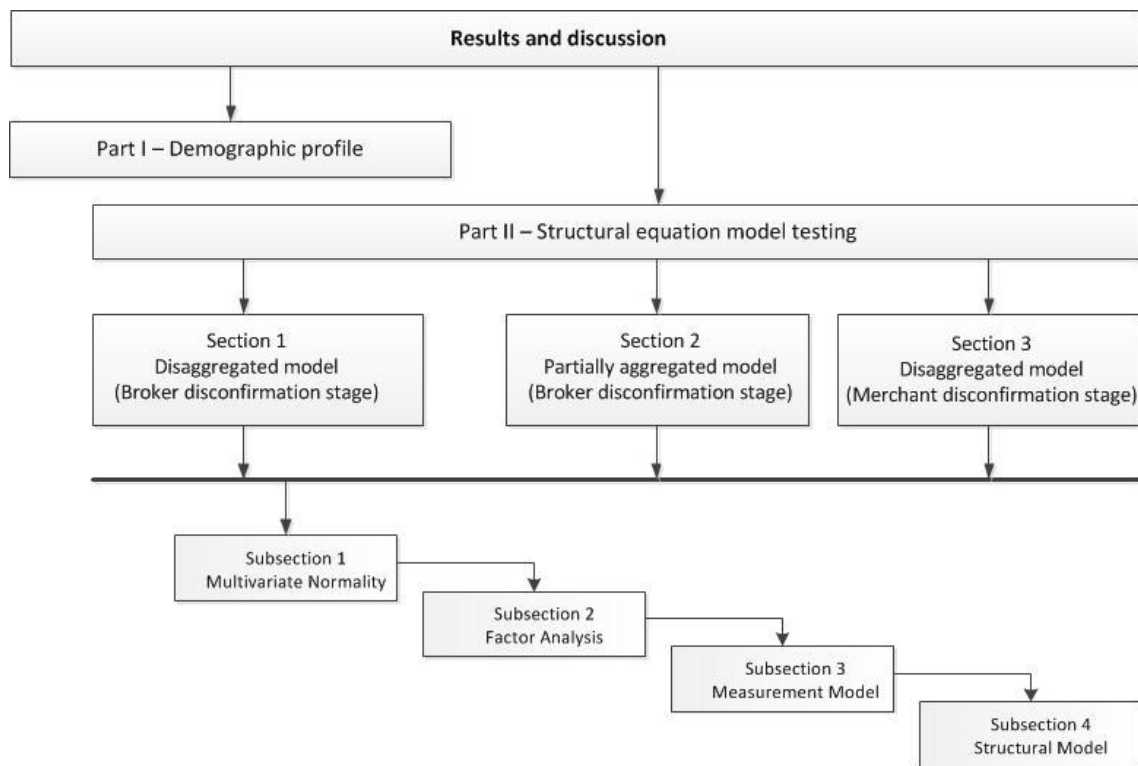 Results and discussion
Part I – Demographic profile
Part II – Structural equation model testing
Section 1
Disaggregated model
(Broker disconfirmation stage)
Section 2
Partially aggregated model
(Broker disconfirmation stage)
Section 3
Disaggregated model
(Merchant disconfirmation stage)
Subsection 1
Multivariate Normality
Subsection 2
Factor Analysis
Subsection 3
Measurement Model
Subsection 4
Structural Model